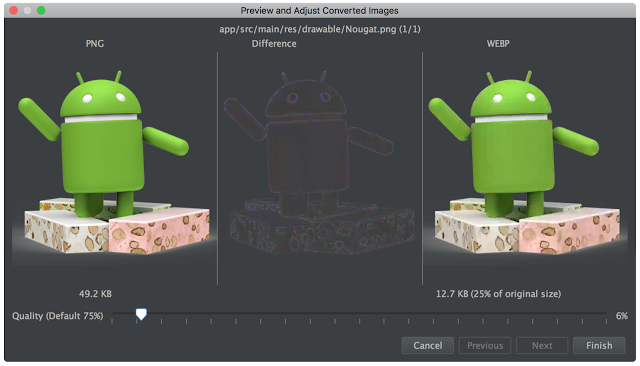 Preview and Adjust Converted Images
app/src/main/res/drawable/Nougat.png (1/1)
PNG Difference WEBP
49.2 KB 12.7 KB (25% of original size)
Quality (Default 75%) 6%
Cancel Previous Next Finish